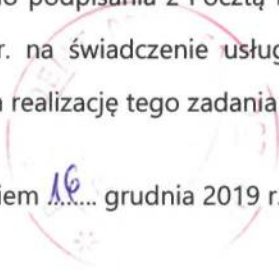 podpisania z Pocztą
r. na świadczenie usług
realizację tego zadania
iem 16 grudnia 2019 r.